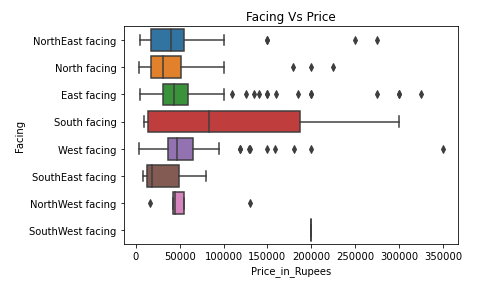 Facing Vs Price
NorthEast facing
North facing
East facing
South facing
West facing
SouthEast facing
NorthWest facing
SouthWest facing
Facing
0 50000 100000 150000 200000 250000 300000 350000
Price_in_Rupees